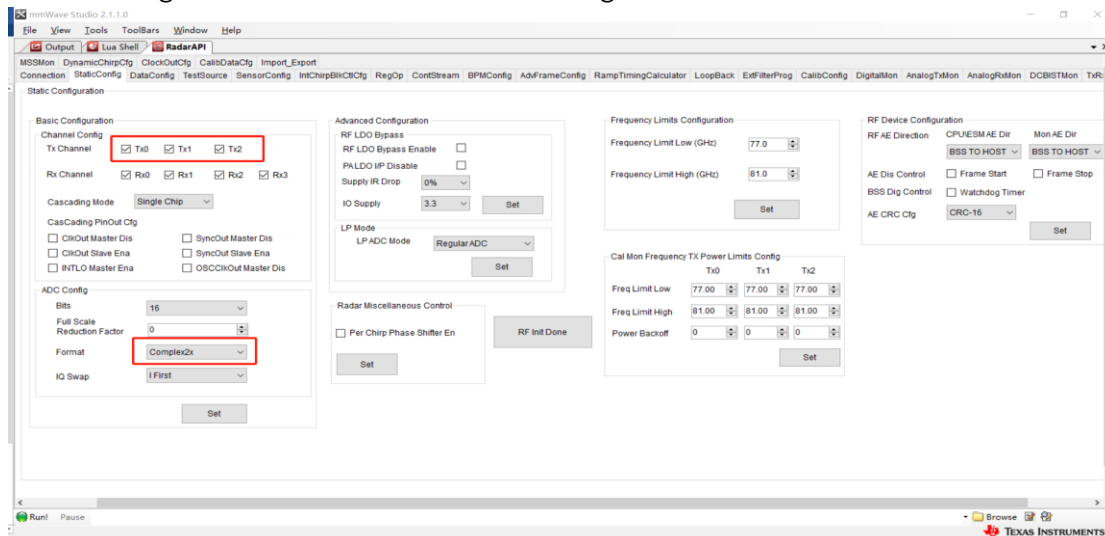 mmWave Studio 2.1.1.0
File View Tools ToolBars Window Help
Output Lua Shell RadarAPI
MSSMon DynamicChirpCfg ClockOutCfg CalibDataCfg Import_Export
Connection StaticConfig DataConfig TestSource SensorConfig IntChirpBlkCtlCfg RegOp ContStream BPMConfig AdvFrameConfig RampTimingCalculator LoopBack ExtFilterProg CalibConfig DigitalMon AnalogTxMon AnalogRxMon DCBISTMon
Static Configuration
Basic Configuration
Channel Config
Tx Channel Tx0 Tx1 Tx2
Rx Channel Rx0 Rx1 Rx2 Rx3
Cascading Mode Single Chip
CasCading PinOut Cfg
ClkOut Master Dis SyncOut Master Dis
ClkOut Slave Ena SyncOut Slave Ena
INTLO Master Ena OSCClkOut Master Dis
ADC Config
Bits 16
Full Scale
Reduction Factor 0
Format Complex2x
IQ Swap I First
Set
Advanced Configuration
RF LDO Bypass
RF LDO Bypass Enable
PA LDO I/P Disable
Supply IR Drop 0%
IO Supply 3.3 Set
LP Mode
LP ADC Mode Regular ADC
Set
Radar Miscellaneous Control
Per Chirp Phase Shifter En
Set
RF Init Done
Frequency Limits Configuration
Frequency Limit Low (GHz) 77.0
Frequency Limit High (GHz) 81.0
Set
Cal Mon Frequency TX Power Limits Config
Tx0 Tx1 Tx2
Freq Limit Low 77.00 77.00 77.00
Freq Limit High 81.00 81.00 81.00
Power Backoff 0 0 0
Set
RF Device Configuration
RF AE Direction CPU\ESM AE Dir Mon AE Dir
BSS TO HOST BSS TO HOST
AE Dis Control Frame Start Frame Stop
BSS Dig Control Watchdog Timer
AE CRC Cfg CRC-16
Set
Run! Pause
Browse
TEXAS INSTRUMENTS